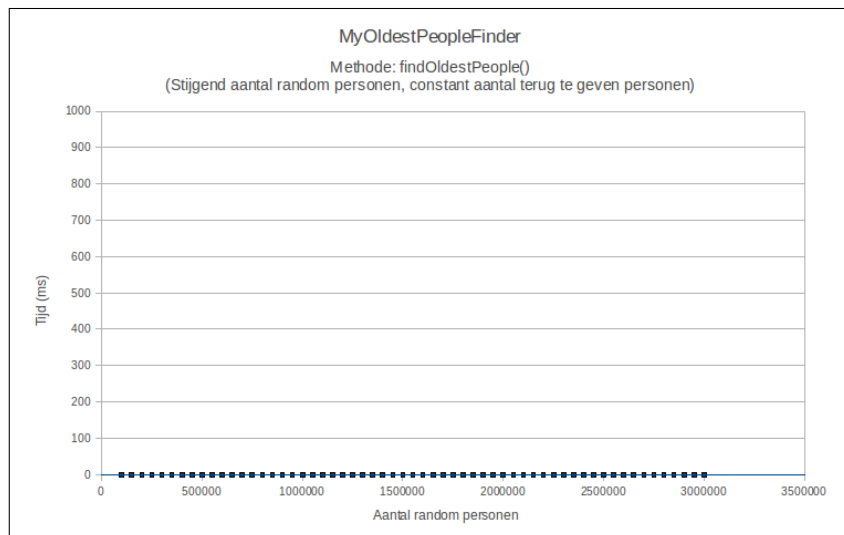 MyOldestPeopleFinder
Methode: findOldestPeople()
(Stijgend aantal random personen, constant aantal terug te geven personen)
1000
900
800
700
600
500
400
300
200
100
0
Tijd (ms)
0 500000 1000000 1500000 2000000 2500000 3000000 3500000
Aantal random personen